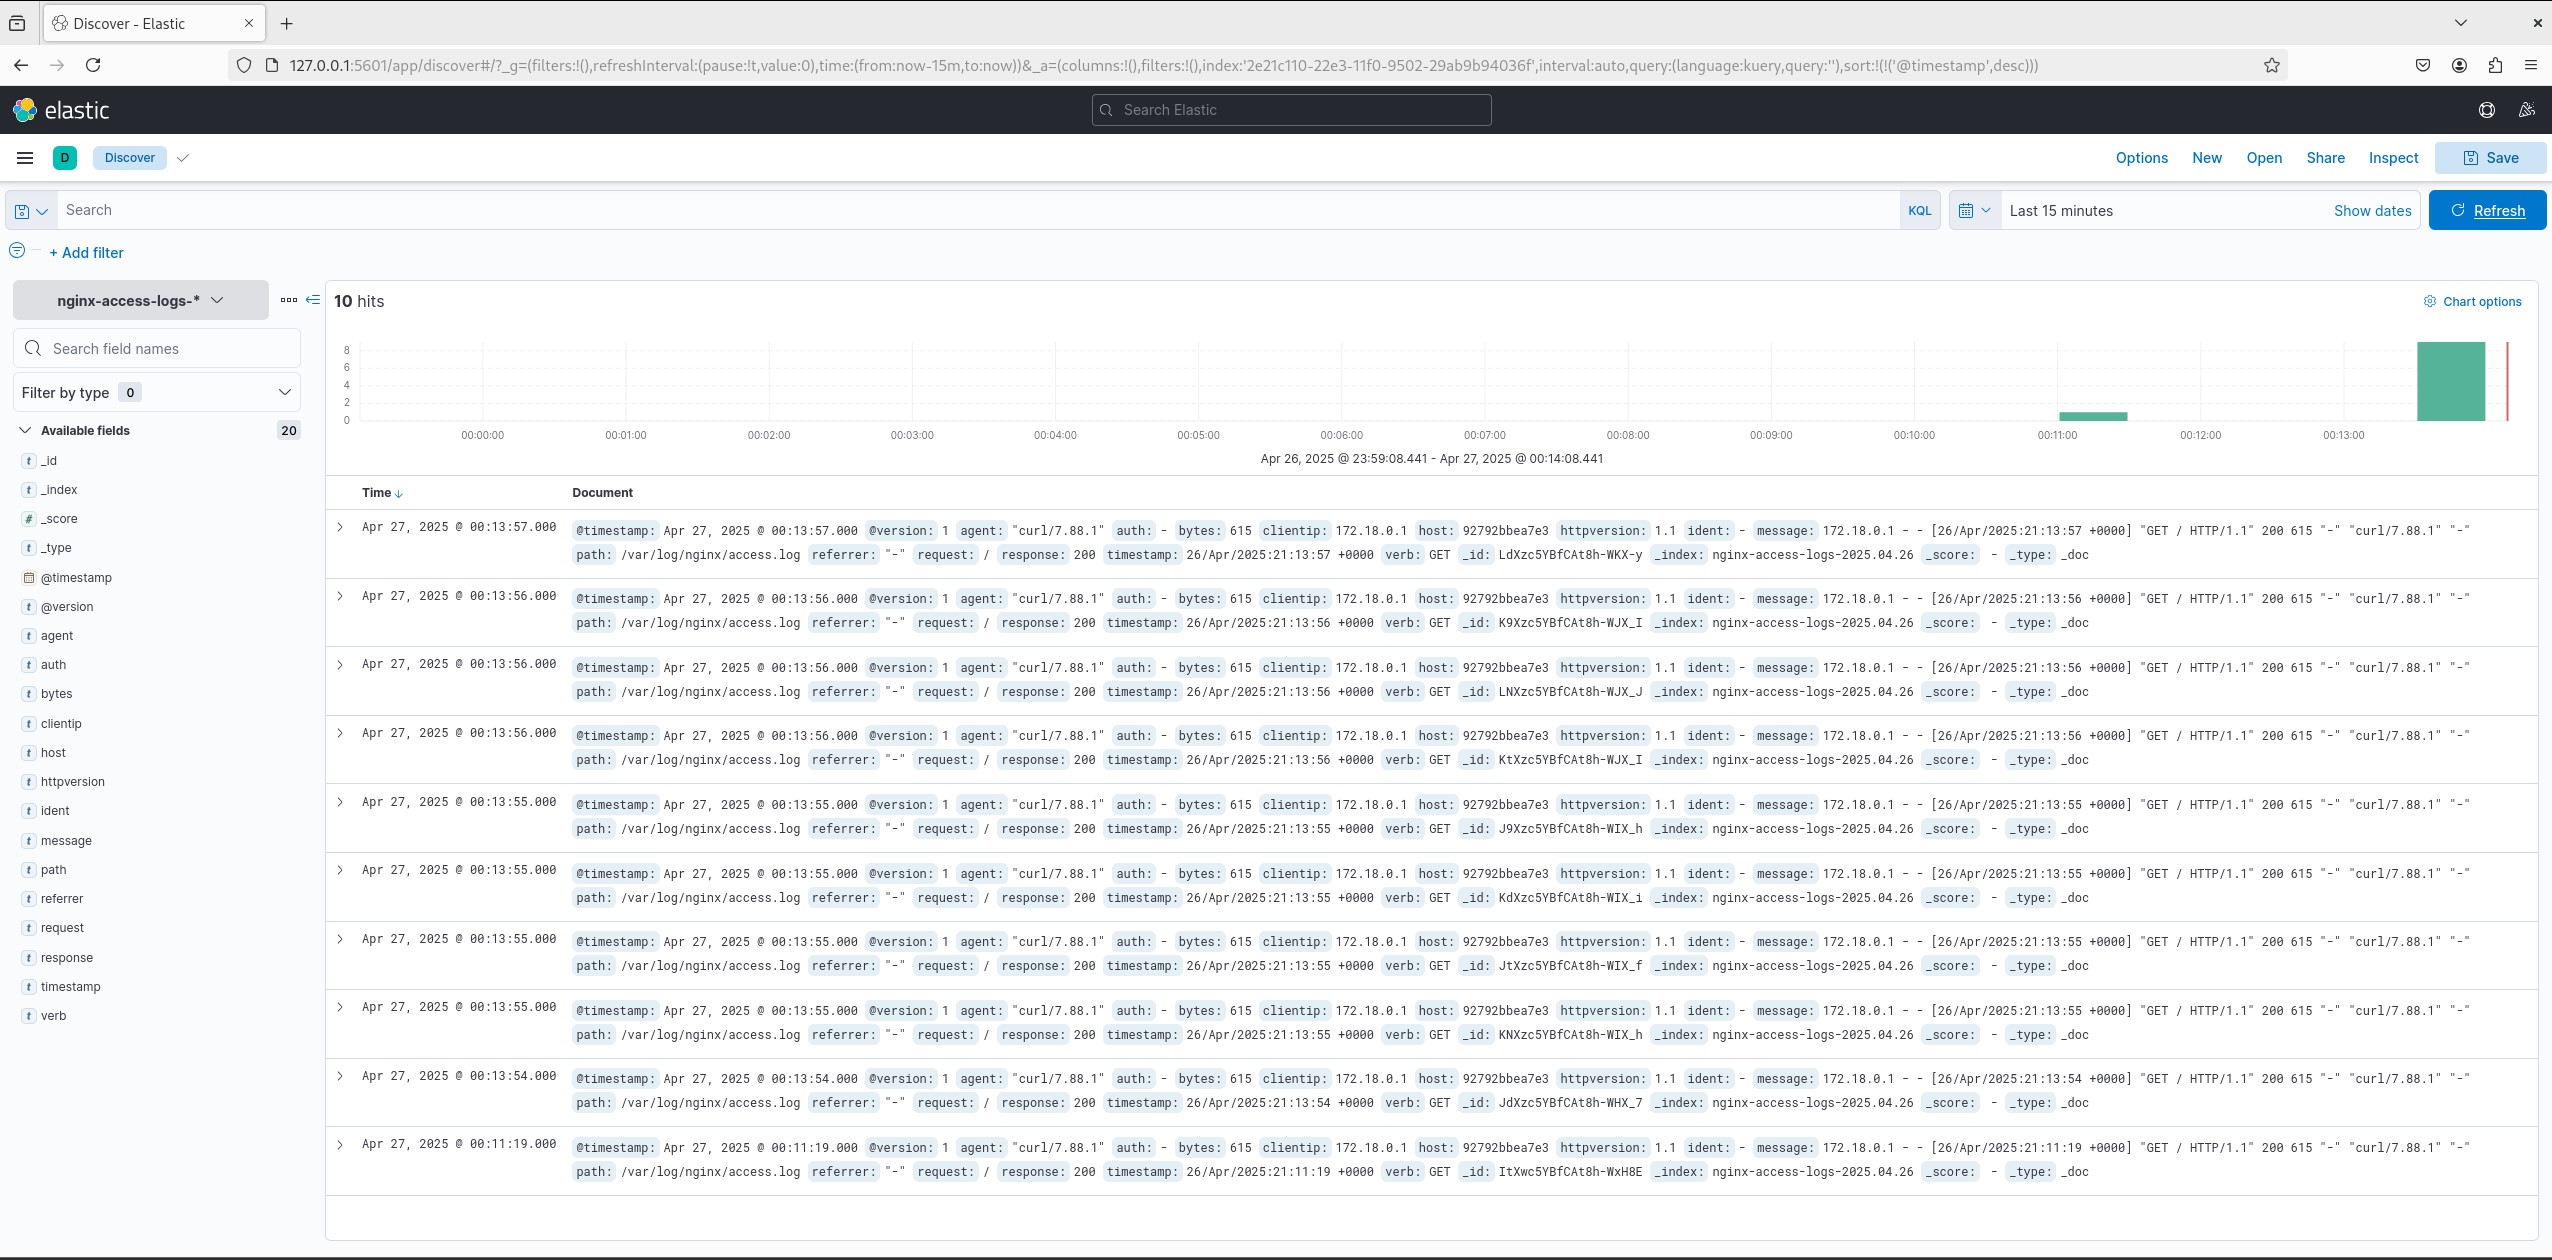 Discover - Elastic
127.0.0.1:5601/app/discover#/?_g=(filters:!(),refreshInterval:(pause:!t,value:0),time:(from:now-15m,to:now))&_a=(columns:!(),filters:!(),index:'2e21c110-22e3-11f0-9502-29ab9b94036f',interval:auto,query:(language:kuery,query:''),sort:!(!('@timestamp',desc)))
elastic
Search Elastic
D Discover Options New Open Share Inspect Save
Search KQL Last 15 minutes Show dates Refresh
+ Add filter
nginx-access-logs-*
Search field names
Filter by type 0
Available fields 20
_id
_index
_score
_type
@timestamp
@version
agent
auth
bytes
clientip
host
httpversion
ident
message
path
referrer
request
response
timestamp
verb
10 hits Chart options
8
6
4
2
0
00:00:00 00:01:00 00:02:00 00:03:00 00:04:00 00:05:00 00:06:00 00:07:00 00:08:00 00:09:00 00:10:00 00:11:00 00:12:00 00:13:00
Apr 26, 2025 @ 23:59:08.441 - Apr 27, 2025 @ 00:14:08.441
Time Document
Apr 27, 2025 @ 00:13:57.000 @timestamp: Apr 27, 2025 @ 00:13:57.000 @version: 1 agent: "curl/7.88.1" auth: - bytes: 615 clientip: 172.18.0.1 host: 92792bbea7e3 httpversion: 1.1 ident: - message: 172.18.0.1 - - [26/Apr/2025:21:13:57 +0000] "GET / HTTP/1.1" 200 615 "-" "curl/7.88.1" "-"
path: /var/log/nginx/access.log referrer: "-" request: / response: 200 timestamp: 26/Apr/2025:21:13:57 +0000 verb: GET _id: LdXzc5YBfCAt8h-WKX-y _index: nginx-access-logs-2025.04.26 _score: - _type: _doc
Apr 27, 2025 @ 00:13:56.000 @timestamp: Apr 27, 2025 @ 00:13:56.000 @version: 1 agent: "curl/7.88.1" auth: - bytes: 615 clientip: 172.18.0.1 host: 92792bbea7e3 httpversion: 1.1 ident: - message: 172.18.0.1 - - [26/Apr/2025:21:13:56 +0000] "GET / HTTP/1.1" 200 615 "-" "curl/7.88.1" "-"
path: /var/log/nginx/access.log referrer: "-" request: / response: 200 timestamp: 26/Apr/2025:21:13:56 +0000 verb: GET _id: K9Xzc5YBfCAt8h-WJX_I _index: nginx-access-logs-2025.04.26 _score: - _type: _doc
Apr 27, 2025 @ 00:13:56.000 @timestamp: Apr 27, 2025 @ 00:13:56.000 @version: 1 agent: "curl/7.88.1" auth: - bytes: 615 clientip: 172.18.0.1 host: 92792bbea7e3 httpversion: 1.1 ident: - message: 172.18.0.1 - - [26/Apr/2025:21:13:56 +0000] "GET / HTTP/1.1" 200 615 "-" "curl/7.88.1" "-"
path: /var/log/nginx/access.log referrer: "-" request: / response: 200 timestamp: 26/Apr/2025:21:13:56 +0000 verb: GET _id: LNXzc5YBfCAt8h-WJX_J _index: nginx-access-logs-2025.04.26 _score: - _type: _doc
Apr 27, 2025 @ 00:13:56.000 @timestamp: Apr 27, 2025 @ 00:13:56.000 @version: 1 agent: "curl/7.88.1" auth: - bytes: 615 clientip: 172.18.0.1 host: 92792bbea7e3 httpversion: 1.1 ident: - message: 172.18.0.1 - - [26/Apr/2025:21:13:56 +0000] "GET / HTTP/1.1" 200 615 "-" "curl/7.88.1" "-"
path: /var/log/nginx/access.log referrer: "-" request: / response: 200 timestamp: 26/Apr/2025:21:13:56 +0000 verb: GET _id: KtXzc5YBfCAt8h-WJX_I _index: nginx-access-logs-2025.04.26 _score: - _type: _doc
Apr 27, 2025 @ 00:13:55.000 @timestamp: Apr 27, 2025 @ 00:13:55.000 @version: 1 agent: "curl/7.88.1" auth: - bytes: 615 clientip: 172.18.0.1 host: 92792bbea7e3 httpversion: 1.1 ident: - message: 172.18.0.1 - - [26/Apr/2025:21:13:55 +0000] "GET / HTTP/1.1" 200 615 "-" "curl/7.88.1" "-"
path: /var/log/nginx/access.log referrer: "-" request: / response: 200 timestamp: 26/Apr/2025:21:13:55 +0000 verb: GET _id: J9Xzc5YBfCAt8h-WIX_h _index: nginx-access-logs-2025.04.26 _score: - _type: _doc
Apr 27, 2025 @ 00:13:55.000 @timestamp: Apr 27, 2025 @ 00:13:55.000 @version: 1 agent: "curl/7.88.1" auth: - bytes: 615 clientip: 172.18.0.1 host: 92792bbea7e3 httpversion: 1.1 ident: - message: 172.18.0.1 - - [26/Apr/2025:21:13:55 +0000] "GET / HTTP/1.1" 200 615 "-" "curl/7.88.1" "-"
path: /var/log/nginx/access.log referrer: "-" request: / response: 200 timestamp: 26/Apr/2025:21:13:55 +0000 verb: GET _id: KdXzc5YBfCAt8h-WIX_i _index: nginx-access-logs-2025.04.26 _score: - _type: _doc
Apr 27, 2025 @ 00:13:55.000 @timestamp: Apr 27, 2025 @ 00:13:55.000 @version: 1 agent: "curl/7.88.1" auth: - bytes: 615 clientip: 172.18.0.1 host: 92792bbea7e3 httpversion: 1.1 ident: - message: 172.18.0.1 - - [26/Apr/2025:21:13:55 +0000] "GET / HTTP/1.1" 200 615 "-" "curl/7.88.1" "-"
path: /var/log/nginx/access.log referrer: "-" request: / response: 200 timestamp: 26/Apr/2025:21:13:55 +0000 verb: GET _id: JtXzc5YBfCAt8h-WIX_f _index: nginx-access-logs-2025.04.26 _score: - _type: _doc
Apr 27, 2025 @ 00:13:55.000 @timestamp: Apr 27, 2025 @ 00:13:55.000 @version: 1 agent: "curl/7.88.1" auth: - bytes: 615 clientip: 172.18.0.1 host: 92792bbea7e3 httpversion: 1.1 ident: - message: 172.18.0.1 - - [26/Apr/2025:21:13:55 +0000] "GET / HTTP/1.1" 200 615 "-" "curl/7.88.1" "-"
path: /var/log/nginx/access.log referrer: "-" request: / response: 200 timestamp: 26/Apr/2025:21:13:55 +0000 verb: GET _id: KNXzc5YBfCAt8h-WIX_h _index: nginx-access-logs-2025.04.26 _score: - _type: _doc
Apr 27, 2025 @ 00:13:54.000 @timestamp: Apr 27, 2025 @ 00:13:54.000 @version: 1 agent: "curl/7.88.1" auth: - bytes: 615 clientip: 172.18.0.1 host: 92792bbea7e3 httpversion: 1.1 ident: - message: 172.18.0.1 - - [26/Apr/2025:21:13:54 +0000] "GET / HTTP/1.1" 200 615 "-" "curl/7.88.1" "-"
path: /var/log/nginx/access.log referrer: "-" request: / response: 200 timestamp: 26/Apr/2025:21:13:54 +0000 verb: GET _id: JdXzc5YBfCAt8h-WHX_7 _index: nginx-access-logs-2025.04.26 _score: - _type: _doc
Apr 27, 2025 @ 00:11:19.000 @timestamp: Apr 27, 2025 @ 00:11:19.000 @version: 1 agent: "curl/7.88.1" auth: - bytes: 615 clientip: 172.18.0.1 host: 92792bbea7e3 httpversion: 1.1 ident: - message: 172.18.0.1 - - [26/Apr/2025:21:11:19 +0000] "GET / HTTP/1.1" 200 615 "-" "curl/7.88.1" "-"
path: /var/log/nginx/access.log referrer: "-" request: / response: 200 timestamp: 26/Apr/2025:21:11:19 +0000 verb: GET _id: ItXwc5YBfCAt8h-WxH8E _index: nginx-access-logs-2025.04.26 _score: - _type: _doc